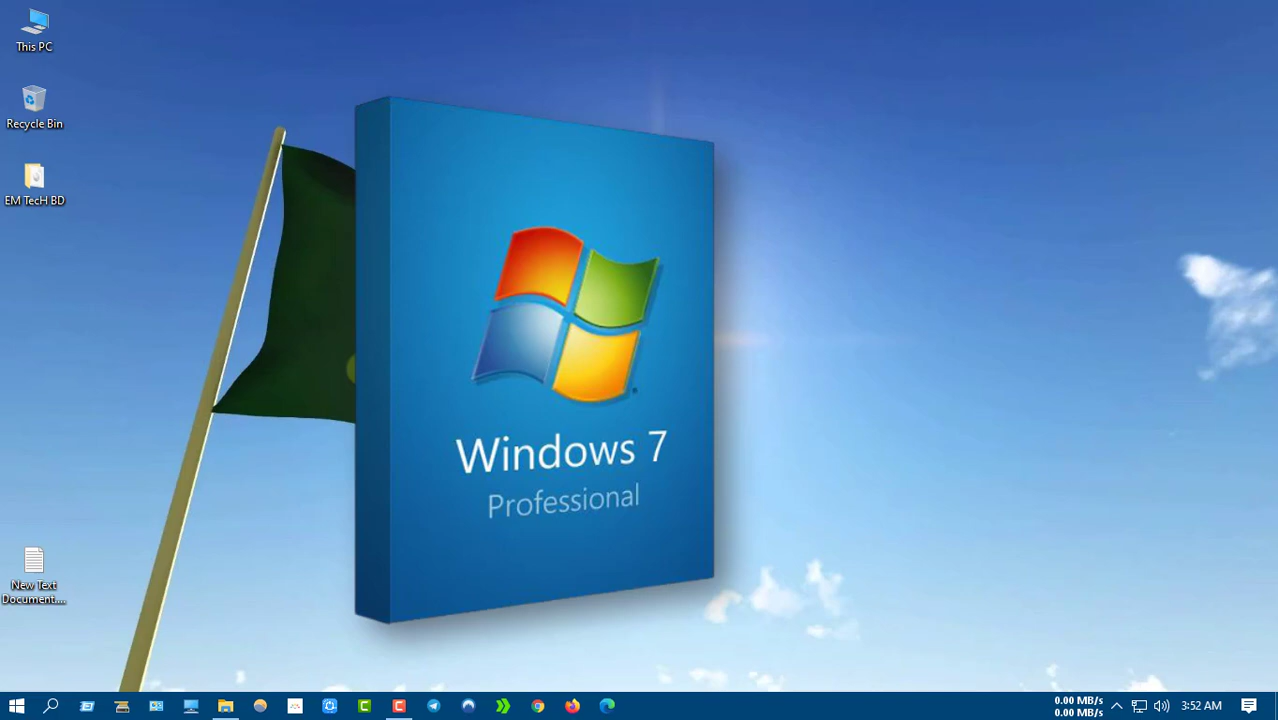 This PC
Recycle Bin
EM TecH BD
Windows 7
Professional
New Text
Document....
0.00 MB/s
0.00 MB/s
3:52 AM